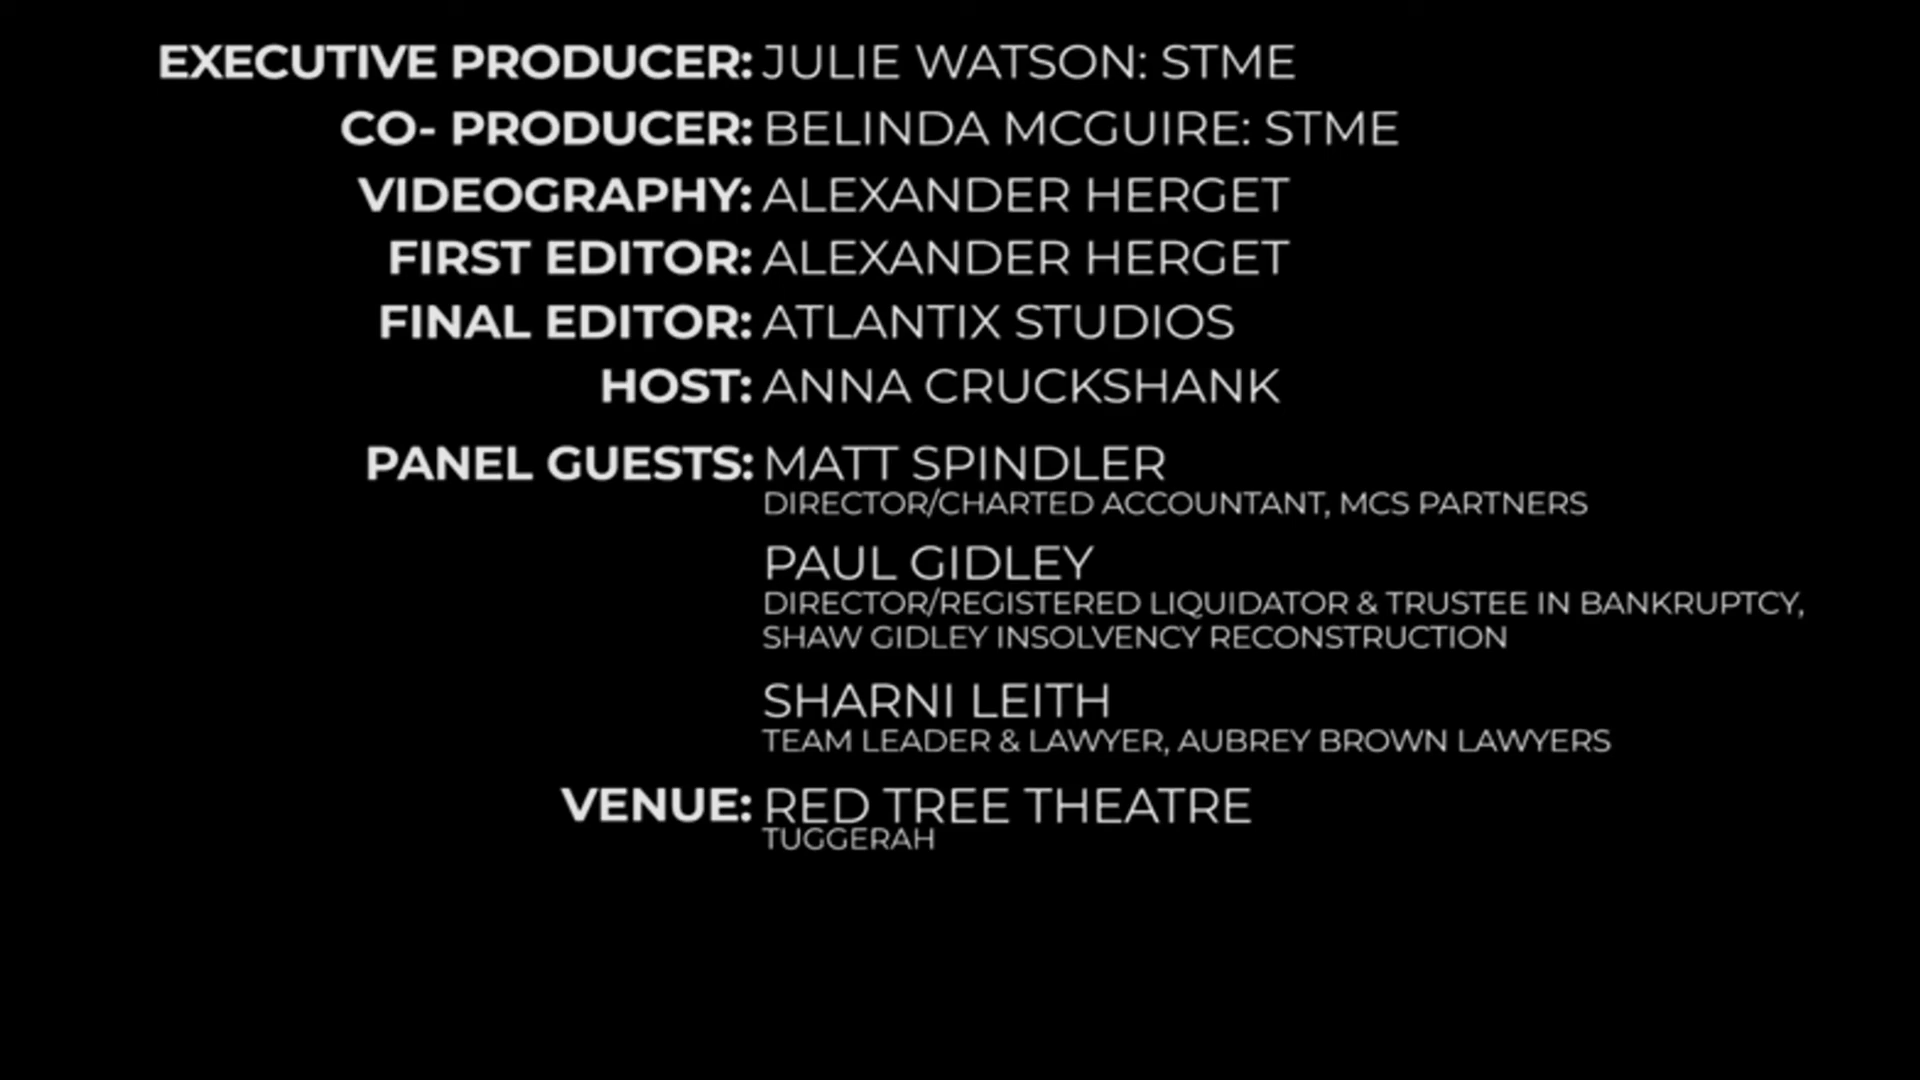 EXECUTIVE PRODUCER: JULIE WATSON: STME
CO- PRODUCER: BELINDA MCGUIRE: STME
VIDEOGRAPHY: ALEXANDER HERGET
FIRST EDITOR: ALEXANDER HERGET
FINAL EDITOR: ATLANTIX STUDIOS
HOST: ANNA CRUCKSHANK
PANEL GUESTS: MATT SPINDLER
DIRECTOR/CHARTED ACCOUNTANT, MCS PARTNERS
PAUL GIDLEY
DIRECTOR/REGISTERED LIQUIDATOR & TRUSTEE IN BANKRUPTCY,
SHAW GIDLEY INSOLVENCY RECONSTRUCTION
SHARNI LEITH
TEAM LEADER & LAWYER, AUBREY BROWN LAWYERS
VENUE: RED TREE THEATRE
TUGGERAH